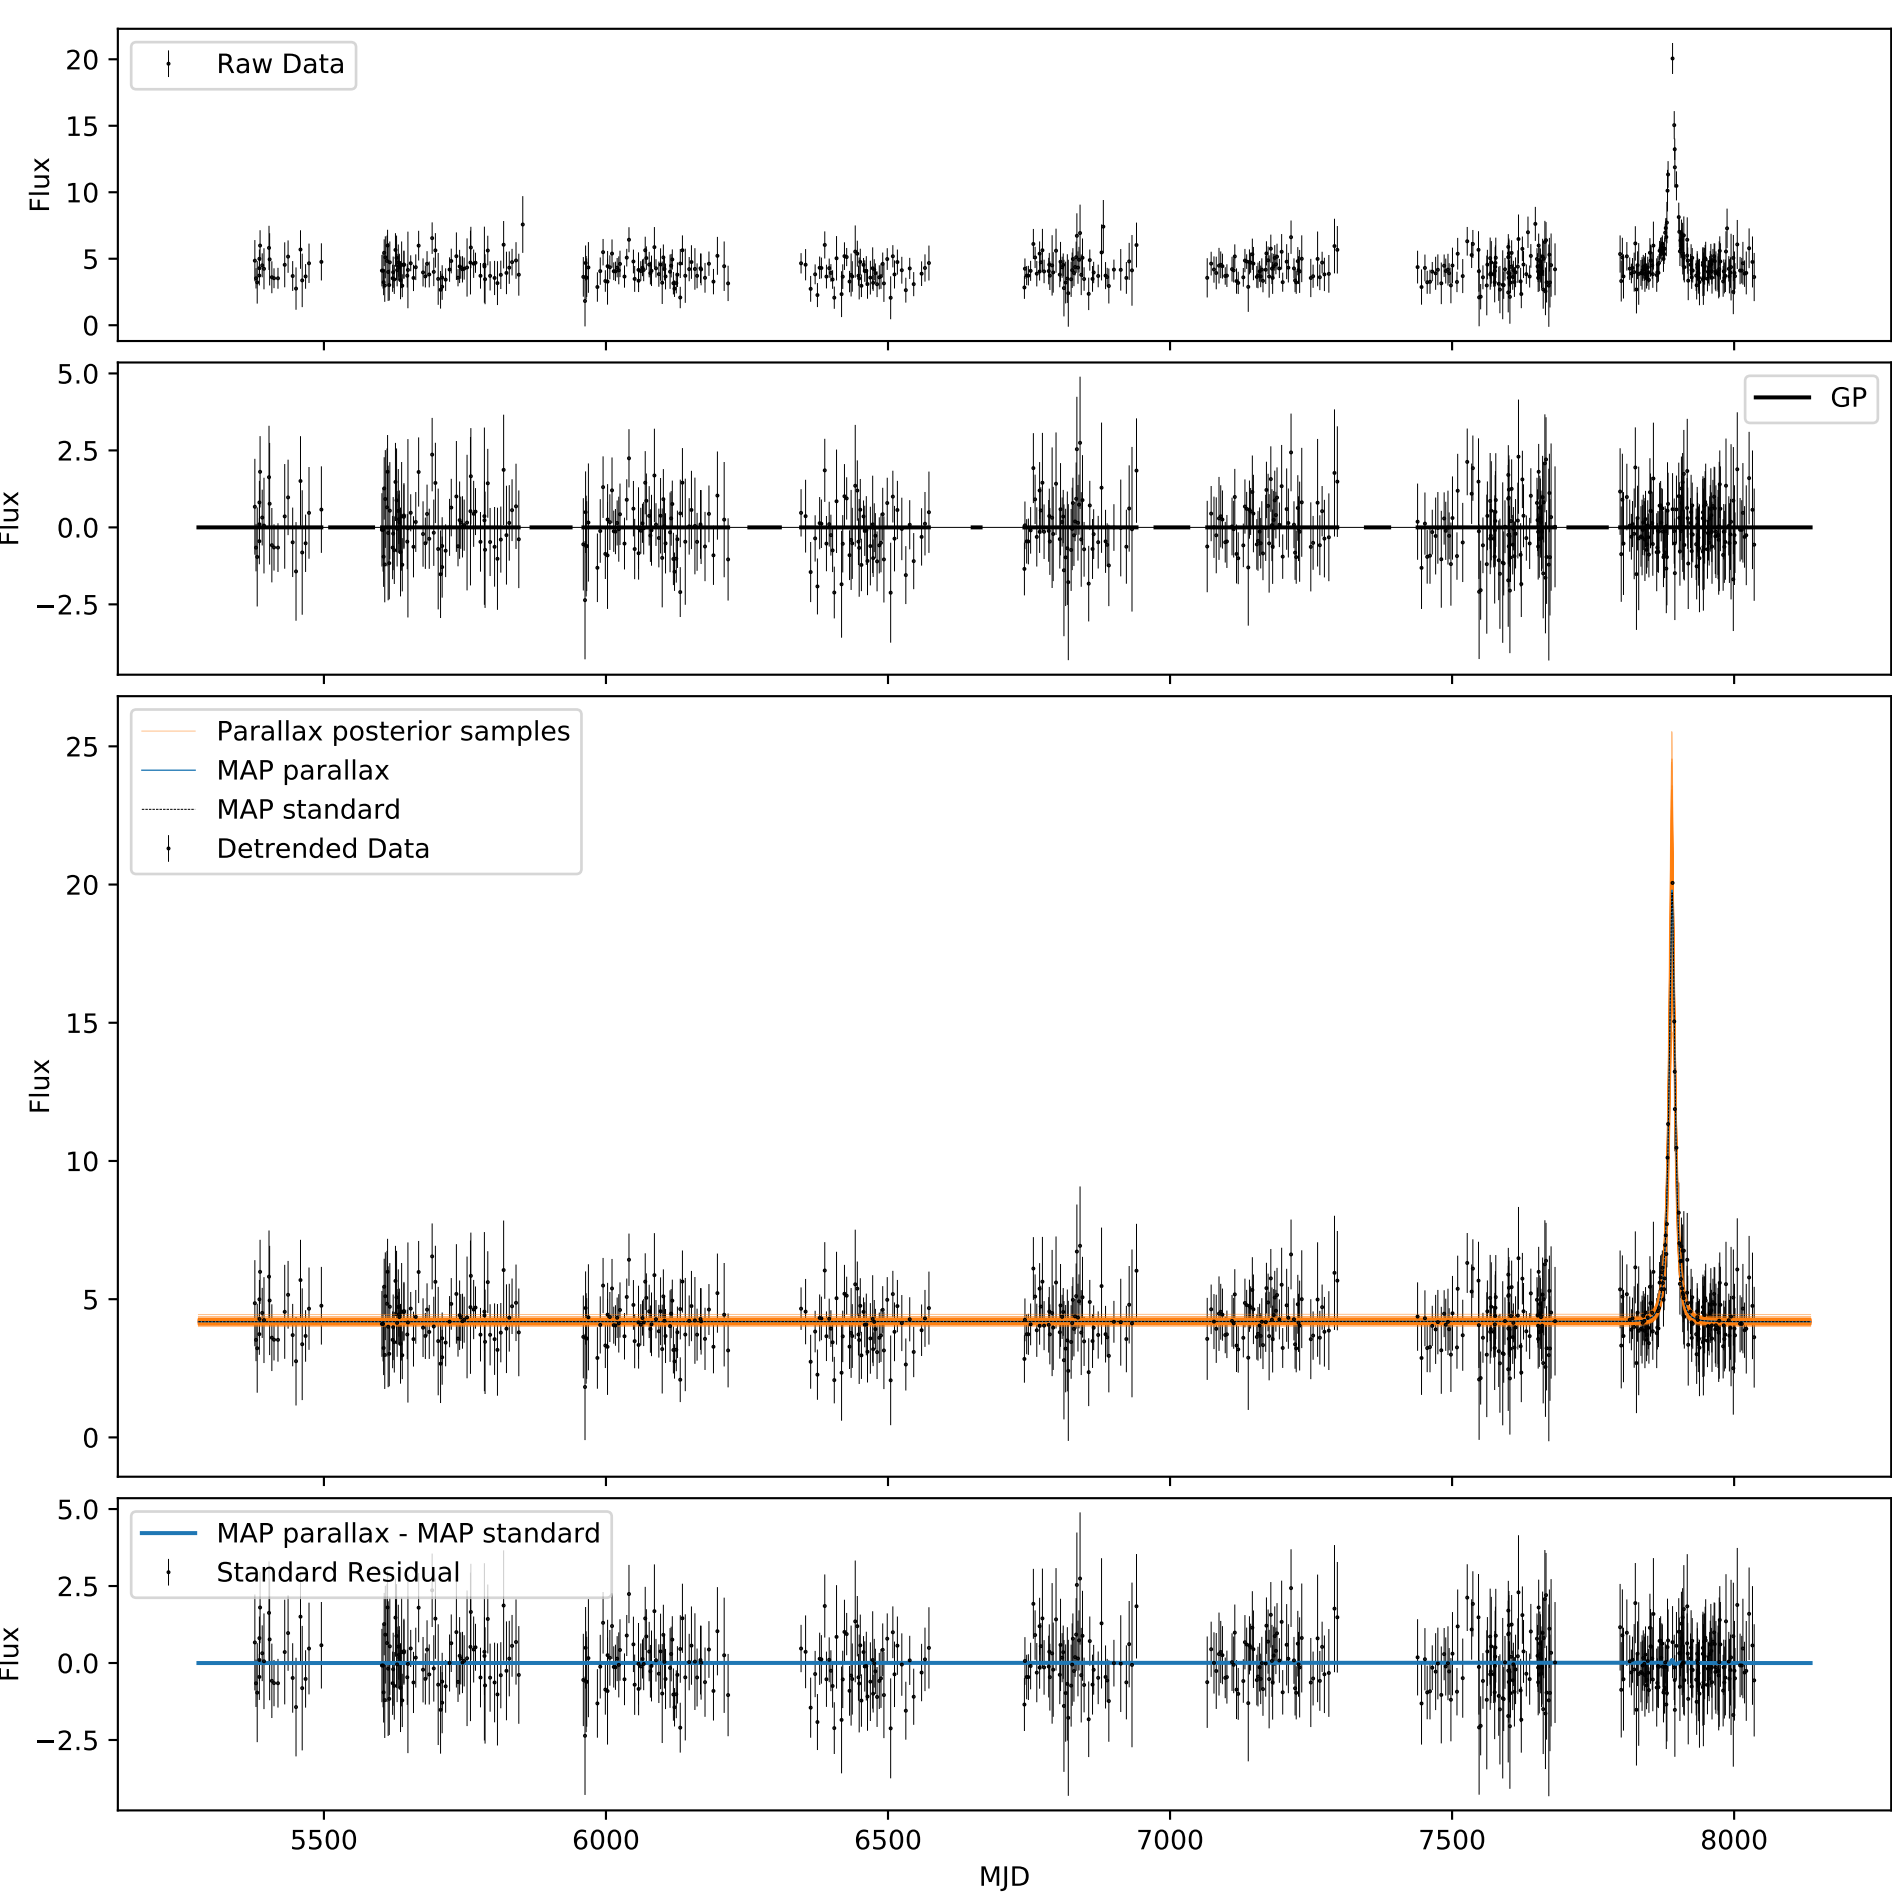 20
15
10
5
0
Flux
Raw Data
5.0
2.5
0.0
−2.5
Flux
GP
25
20
15
10
5
0
Flux
Parallax posterior samples
MAP parallax
MAP standard
Detrended Data
5.0
2.5
0.0
−2.5
Flux
MAP parallax - MAP standard
Standard Residual
5500
6000
6500
7000
7500
8000
MJD